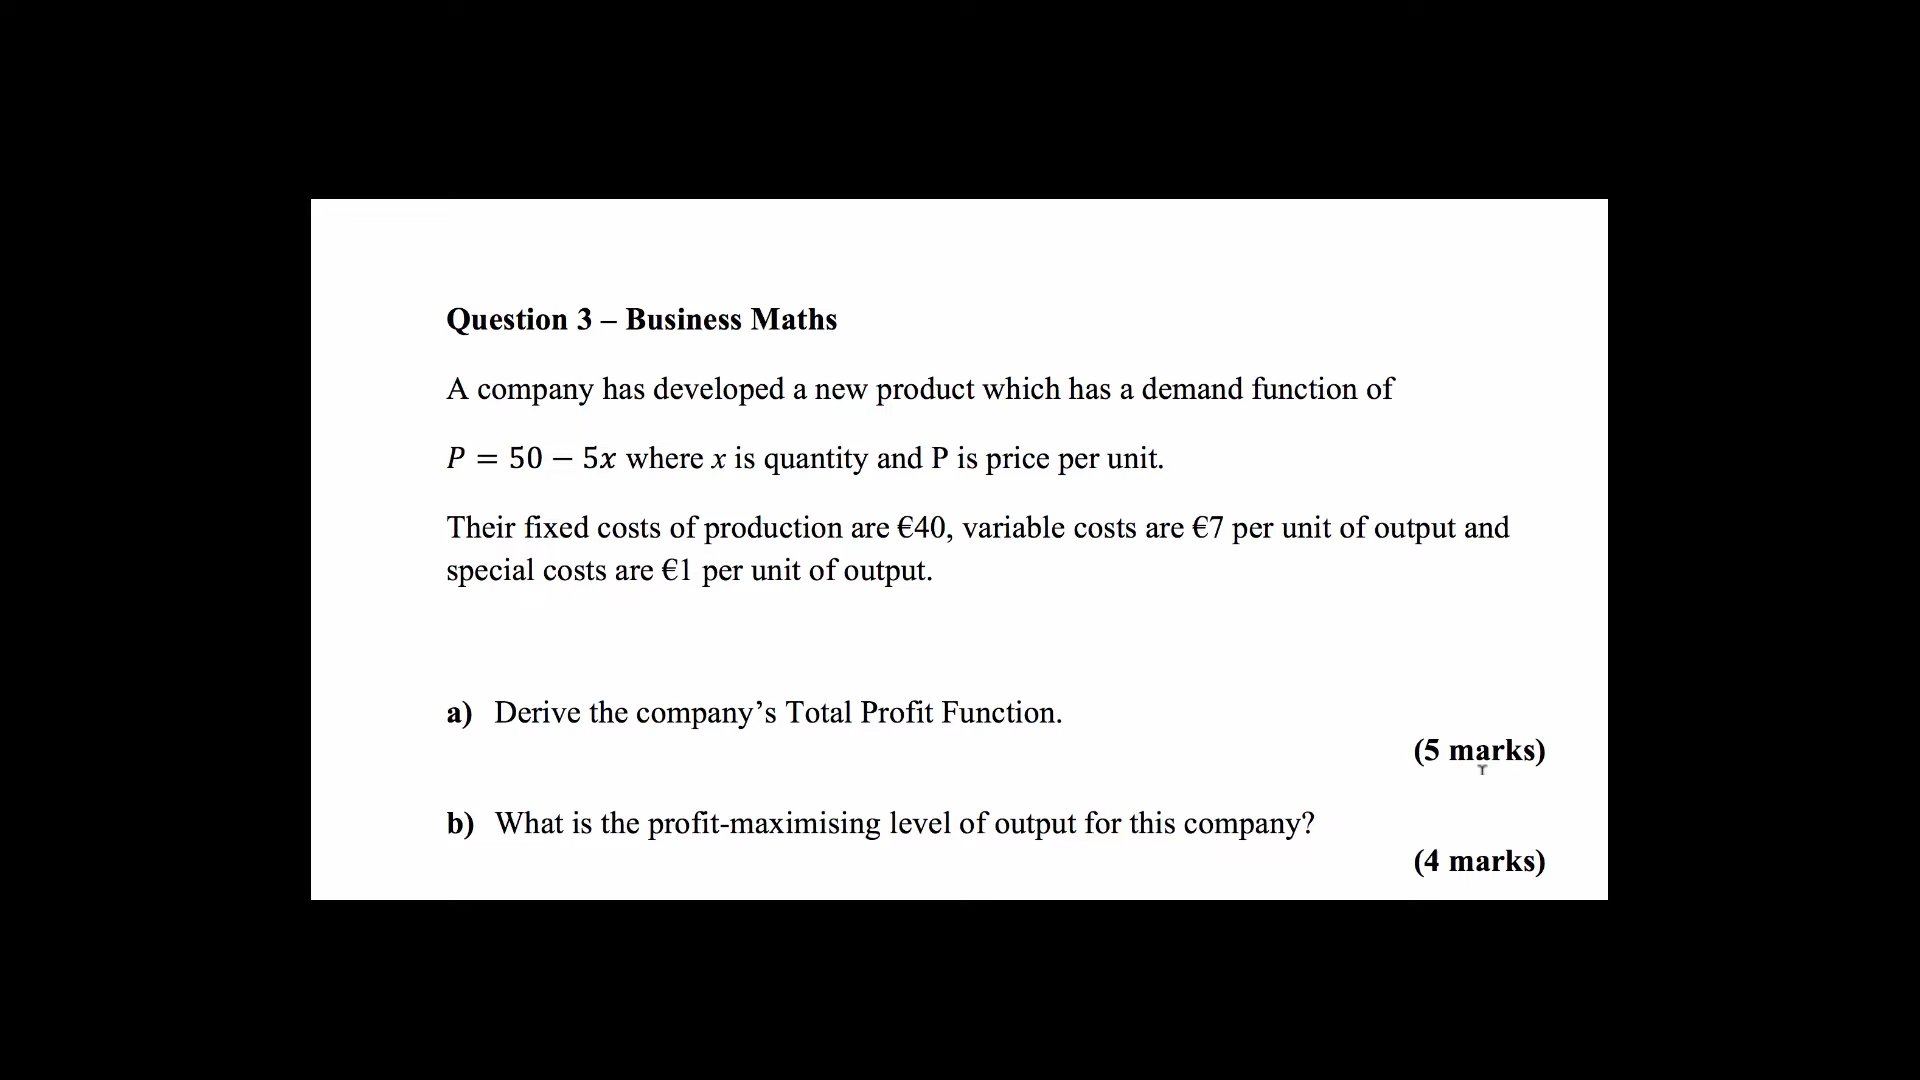 Question 3 – Business Maths
A company has developed a new product which has a demand function of
P = 50 − 5x where x is quantity and P is price per unit.
Their fixed costs of production are €40, variable costs are €7 per unit of output and
special costs are €1 per unit of output.
a) Derive the company’s Total Profit Function.
(5 marks)
b) What is the profit-maximising level of output for this company?
(4 marks)